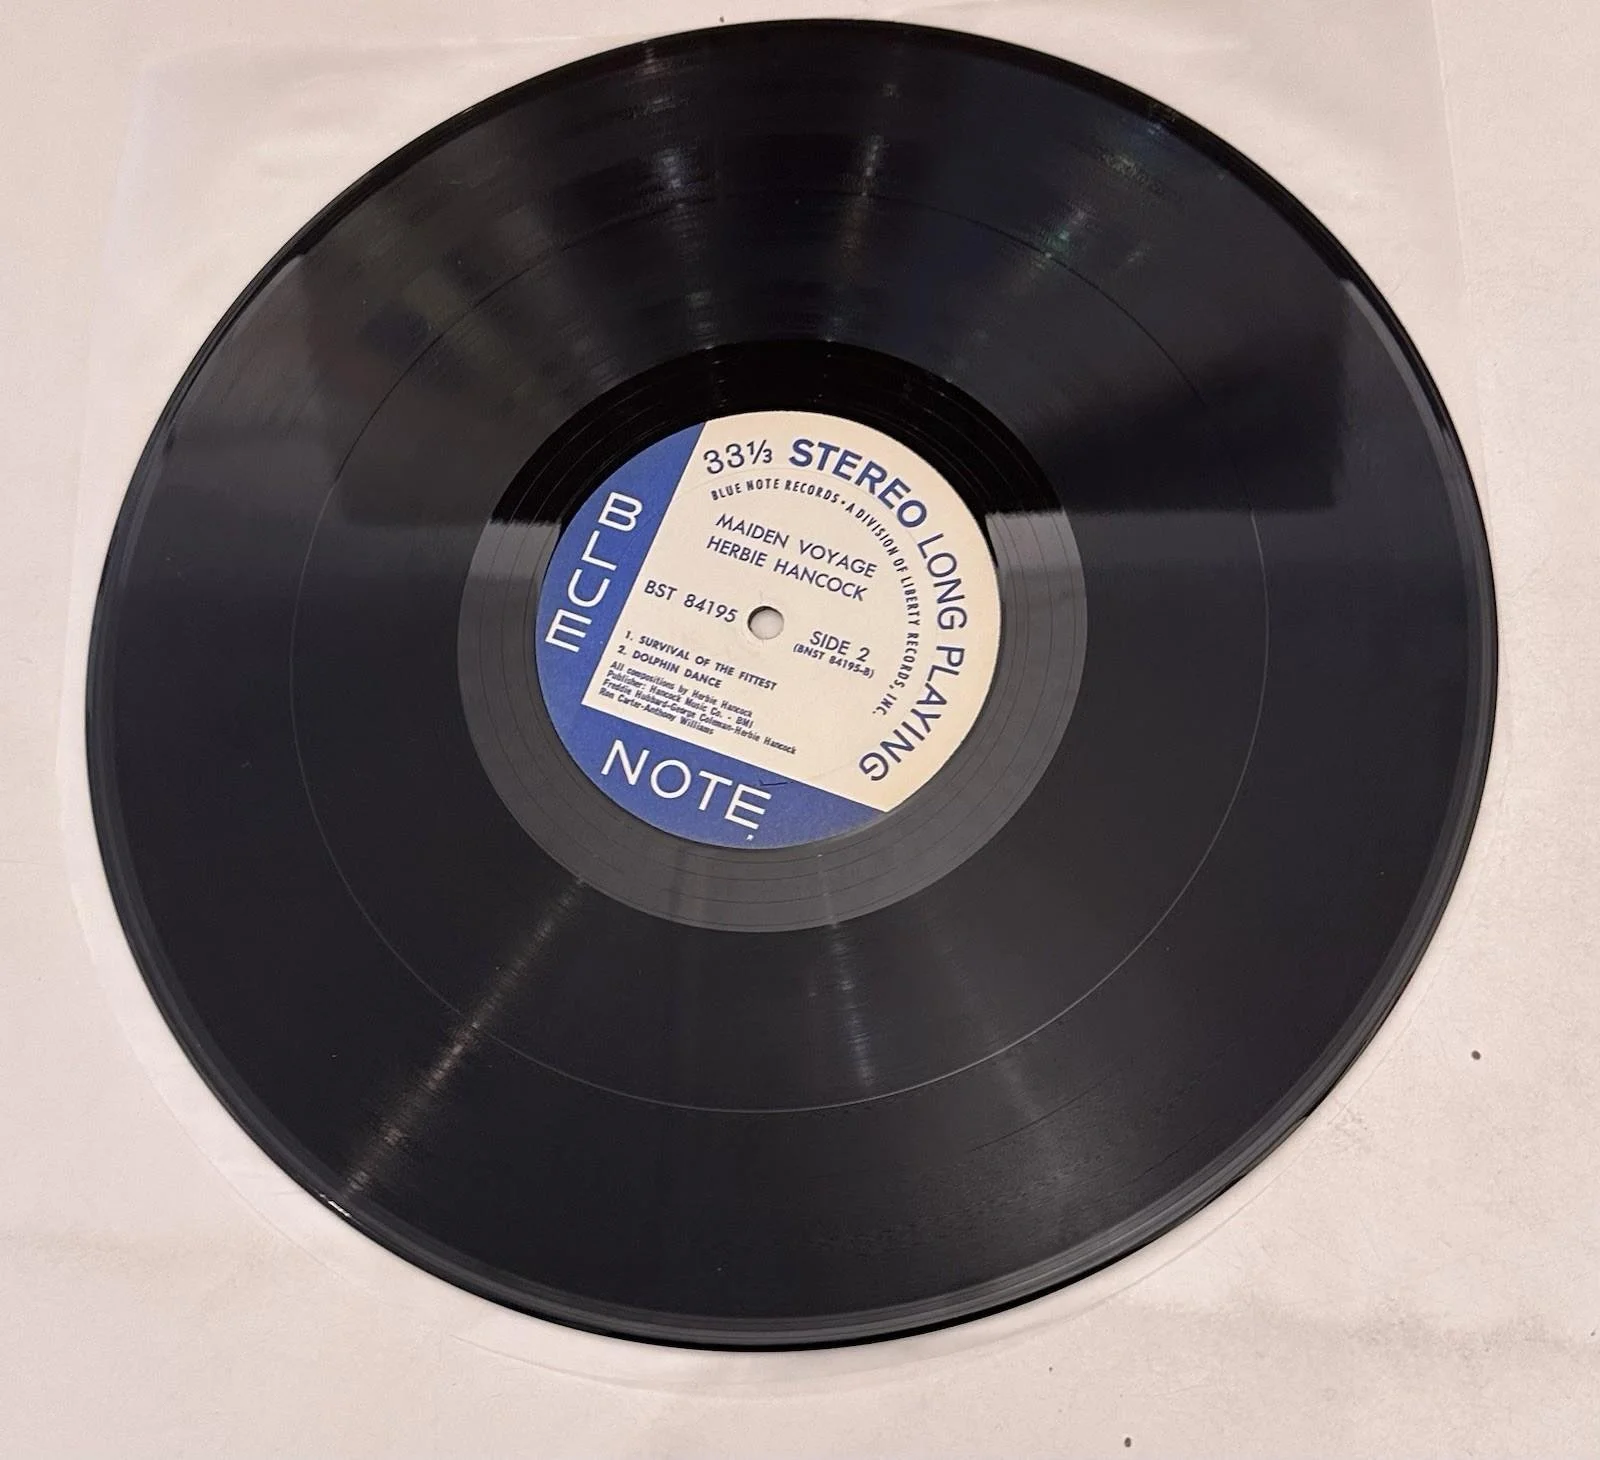 33⅓ STEREO LONG PLAYING
BLUE NOTE RECORDS • A DIVISION OF LIBERTY RECORDS, INC.
MAIDEN VOYAGE
HERBIE HANCOCK
BST 84195
SIDE 2
(BNST 84195-B)
1. SURVIVAL OF THE FITTEST
2. DOLPHIN DANCE
All compositions by Herbie Hancock
Publisher: Hancock Music Co. - BMI
Freddie Hubbard-George Coleman-Herbie Hancock
Ron Carter-Anthony Williams
BLUE
NOTE